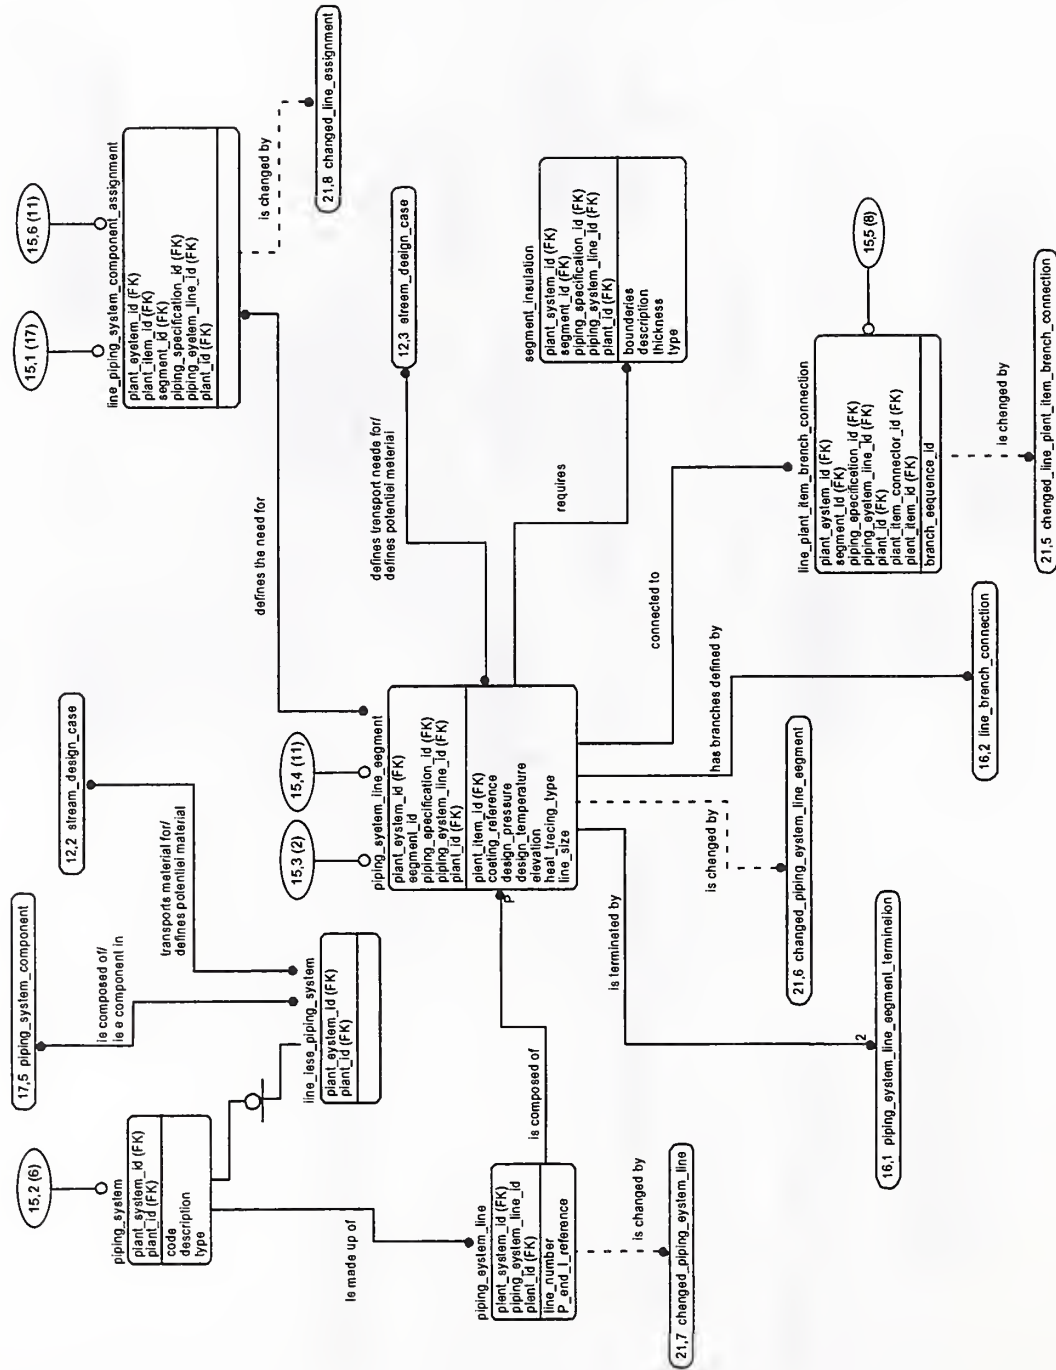 15,2 (6)
piping_system
plant_system_id (FK)
plant_id (FK)
code
description
type
17,5 piping_system_component
is composed of/
is a component in
12,2 stream_design_case
transports material for/
defines potential material
line_less_piping_system
plant_system_id (FK)
plant_id (FK)
15,1 (17)
15,6 (11)
line_piping_system_component_assignment
plant_system_id (FK)
plant_item_id (FK)
segment_id (FK)
piping_specification_id (FK)
piping_system_line_id (FK)
plant_id (FK)
is changed by
21,8 changed_line_assignment
defines the need for
is made up of
15,3 (2)
15,4 (11)
piping_system_line_segment
plant_system_id (FK)
segment_id
piping_specification_id (FK)
piping_system_line_id (FK)
plant_id (FK)
plant_item_id (FK)
coating_reference
design_pressure
design_temperature
elevation
heat_tracing_type
line_size
P
defines transport needs for/
defines potential material
12,3 stream_design_case
piping_system_line
plant_system_id (FK)
piping_system_line_id
plant_id (FK)
line_number
P_and_I_reference
is composed of
is changed by
21,7 changed_piping_system_line
requires
segment_insulation
plant_system_id (FK)
segment_id (FK)
piping_specification_id (FK)
piping_system_line_id (FK)
plant_id (FK)
boundaries
description
thickness
type
connected to
has branches defined by
is changed by
is terminated by
line_plant_item_branch_connection
plant_system_id (FK)
segment_id (FK)
piping_specification_id (FK)
piping_system_line_id (FK)
plant_id (FK)
plant_item_connector_id (FK)
plant_item_id (FK)
branch_sequence_id
15,5 (8)
21,6 changed_piping_system_line_segment
2
16,1 piping_system_line_segment_termination
16,2 line_branch_connection
is changed by
21,5 changed_line_plant_item_branch_connection